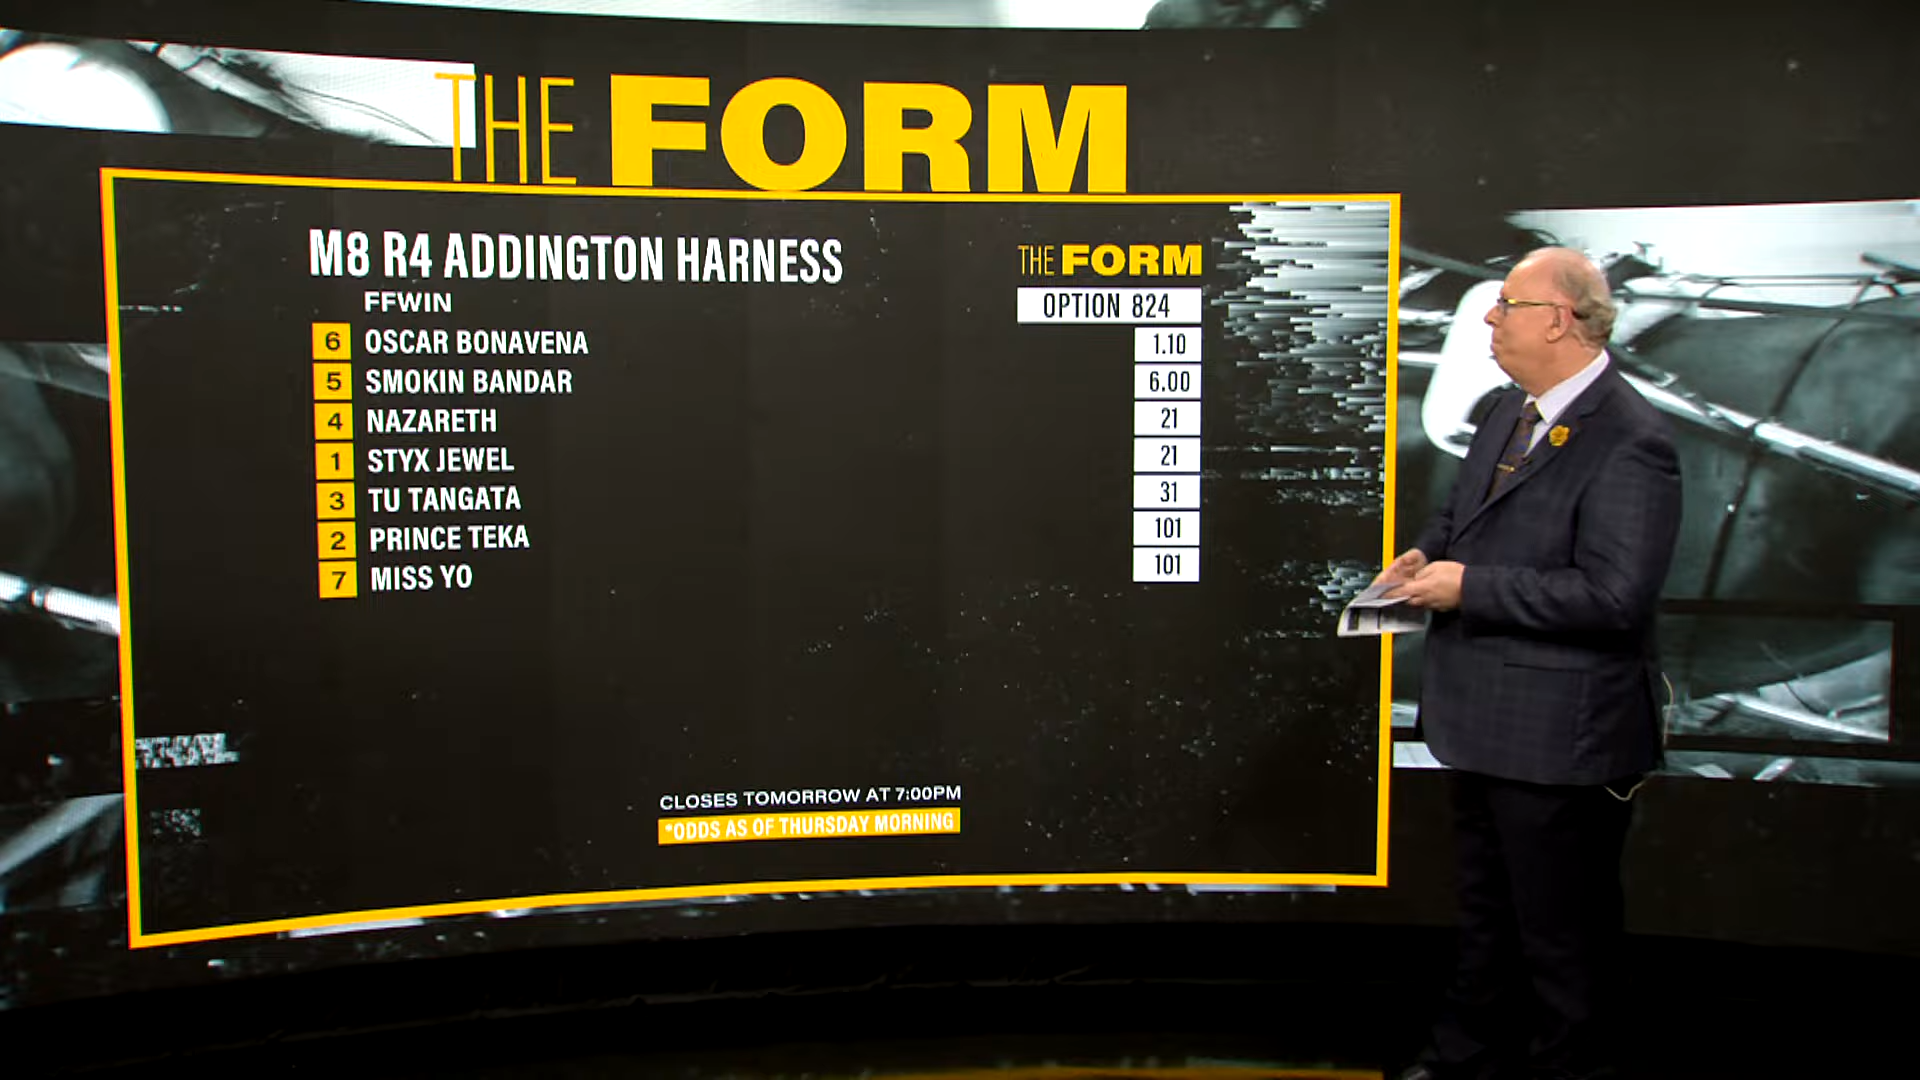 THE FORM
M8 R4 ADDINGTON HARNESS
THE FORM
FFWIN
OPTION 824
6 OSCAR BONAVENA 1.10
5 SMOKIN BANDAR 6.00
4 NAZARETH 21
1 STYX JEWEL 21
3 TU TANGATA 31
2 PRINCE TEKA 101
7 MISS YO 101
CLOSES TOMORROW AT 7:00PM
*ODDS AS OF THURSDAY MORNING